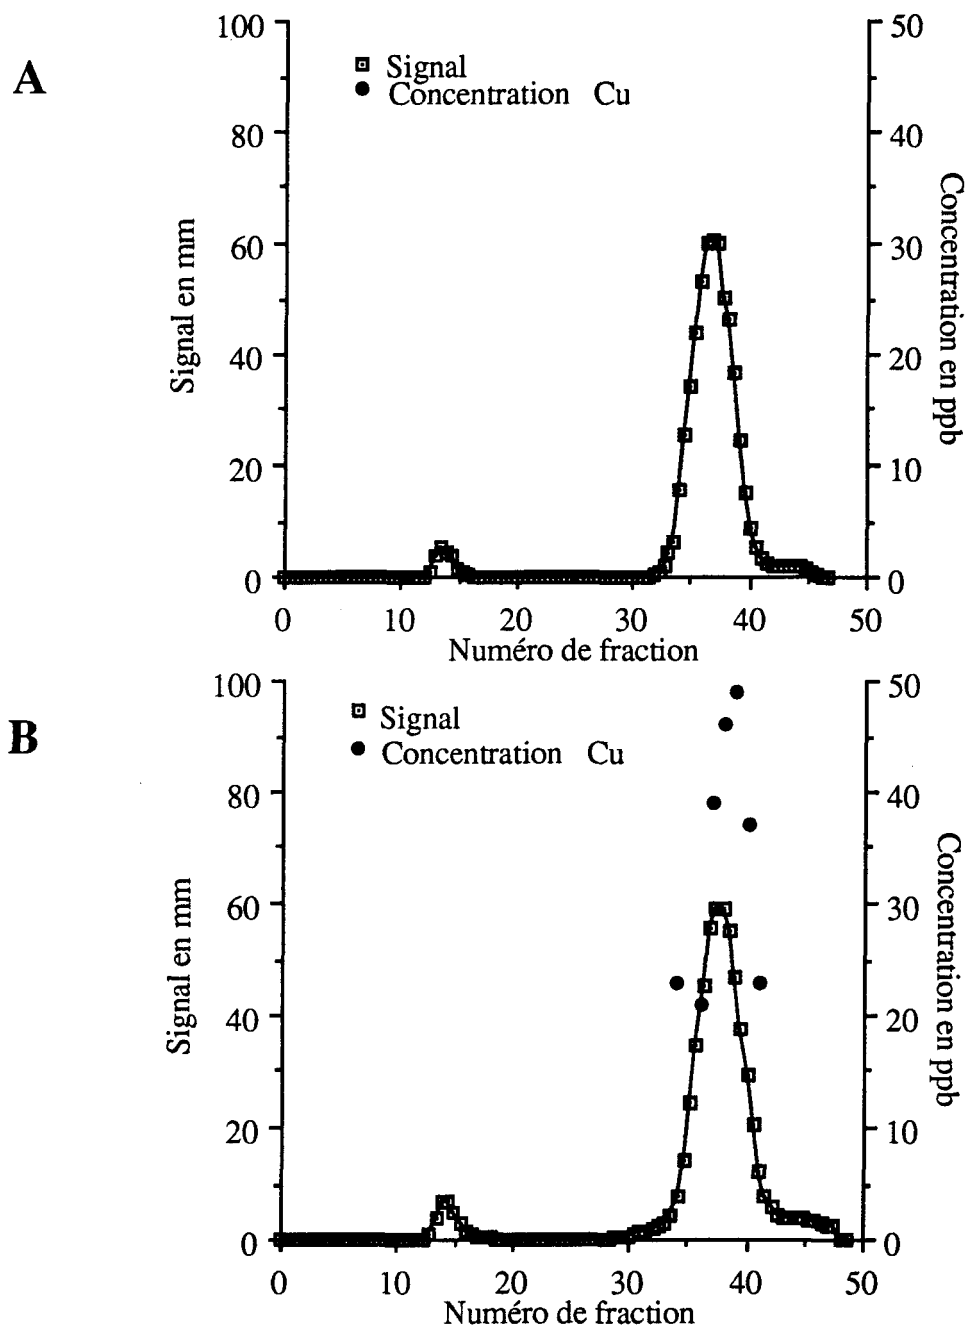 A
100
80
60
40
20
0
Signal en mm
Signal
Concentration Cu
50
40
30
20
10
0
Concentration en ppb
0 10 20 30 40 50
Numéro de fraction
B
100
80
60
40
20
0
Signal en mm
Signal
Concentration Cu
50
40
30
20
10
0
Concentration en ppb
0 10 20 30 40 50
Numéro de fraction